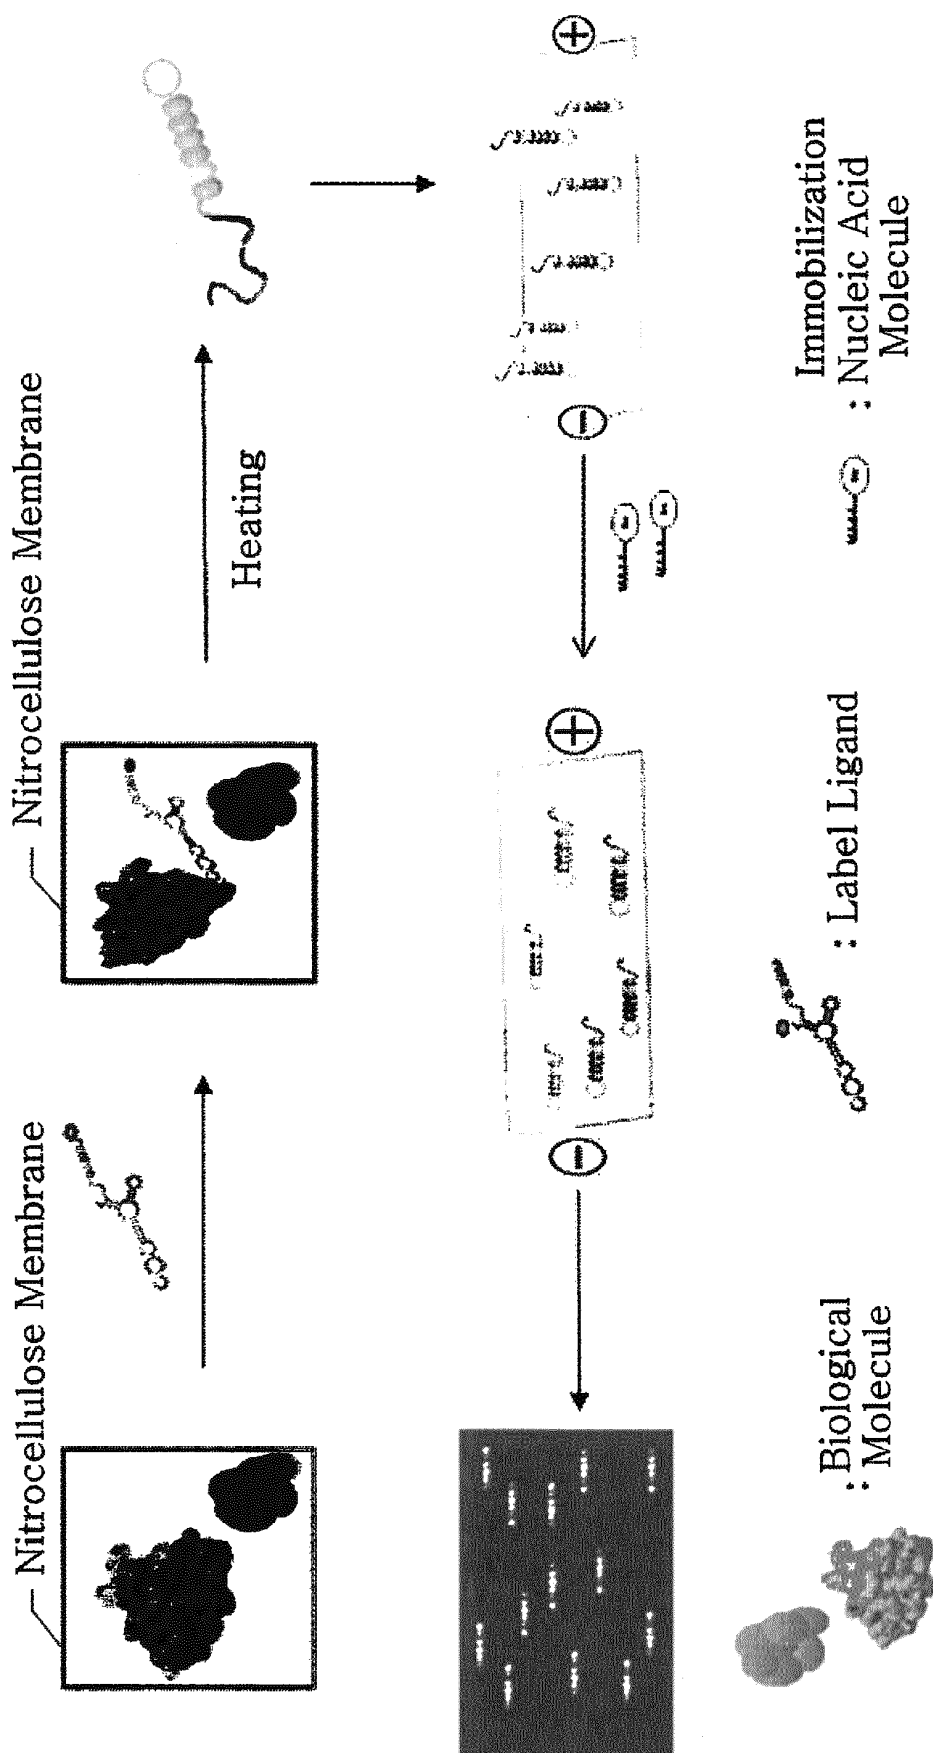 Nitrocellulose Membrane
Nitrocellulose Membrane
Heating
⊖
⊕
⊖
⊕
: Biological
: Molecule
: Label Ligand
Immobilization
: Nucleic Acid
Molecule